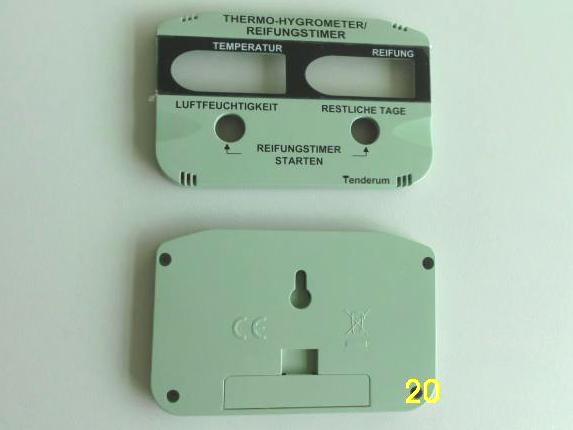 THERMO-HYGROMETER/
REIFUNGSTIMER
TEMPERATUR
REIFUNG
LUFTFEUCHTIGKEIT
RESTLICHE TAGE
REIFUNGSTIMER
STARTEN
Tenderum
CE
20